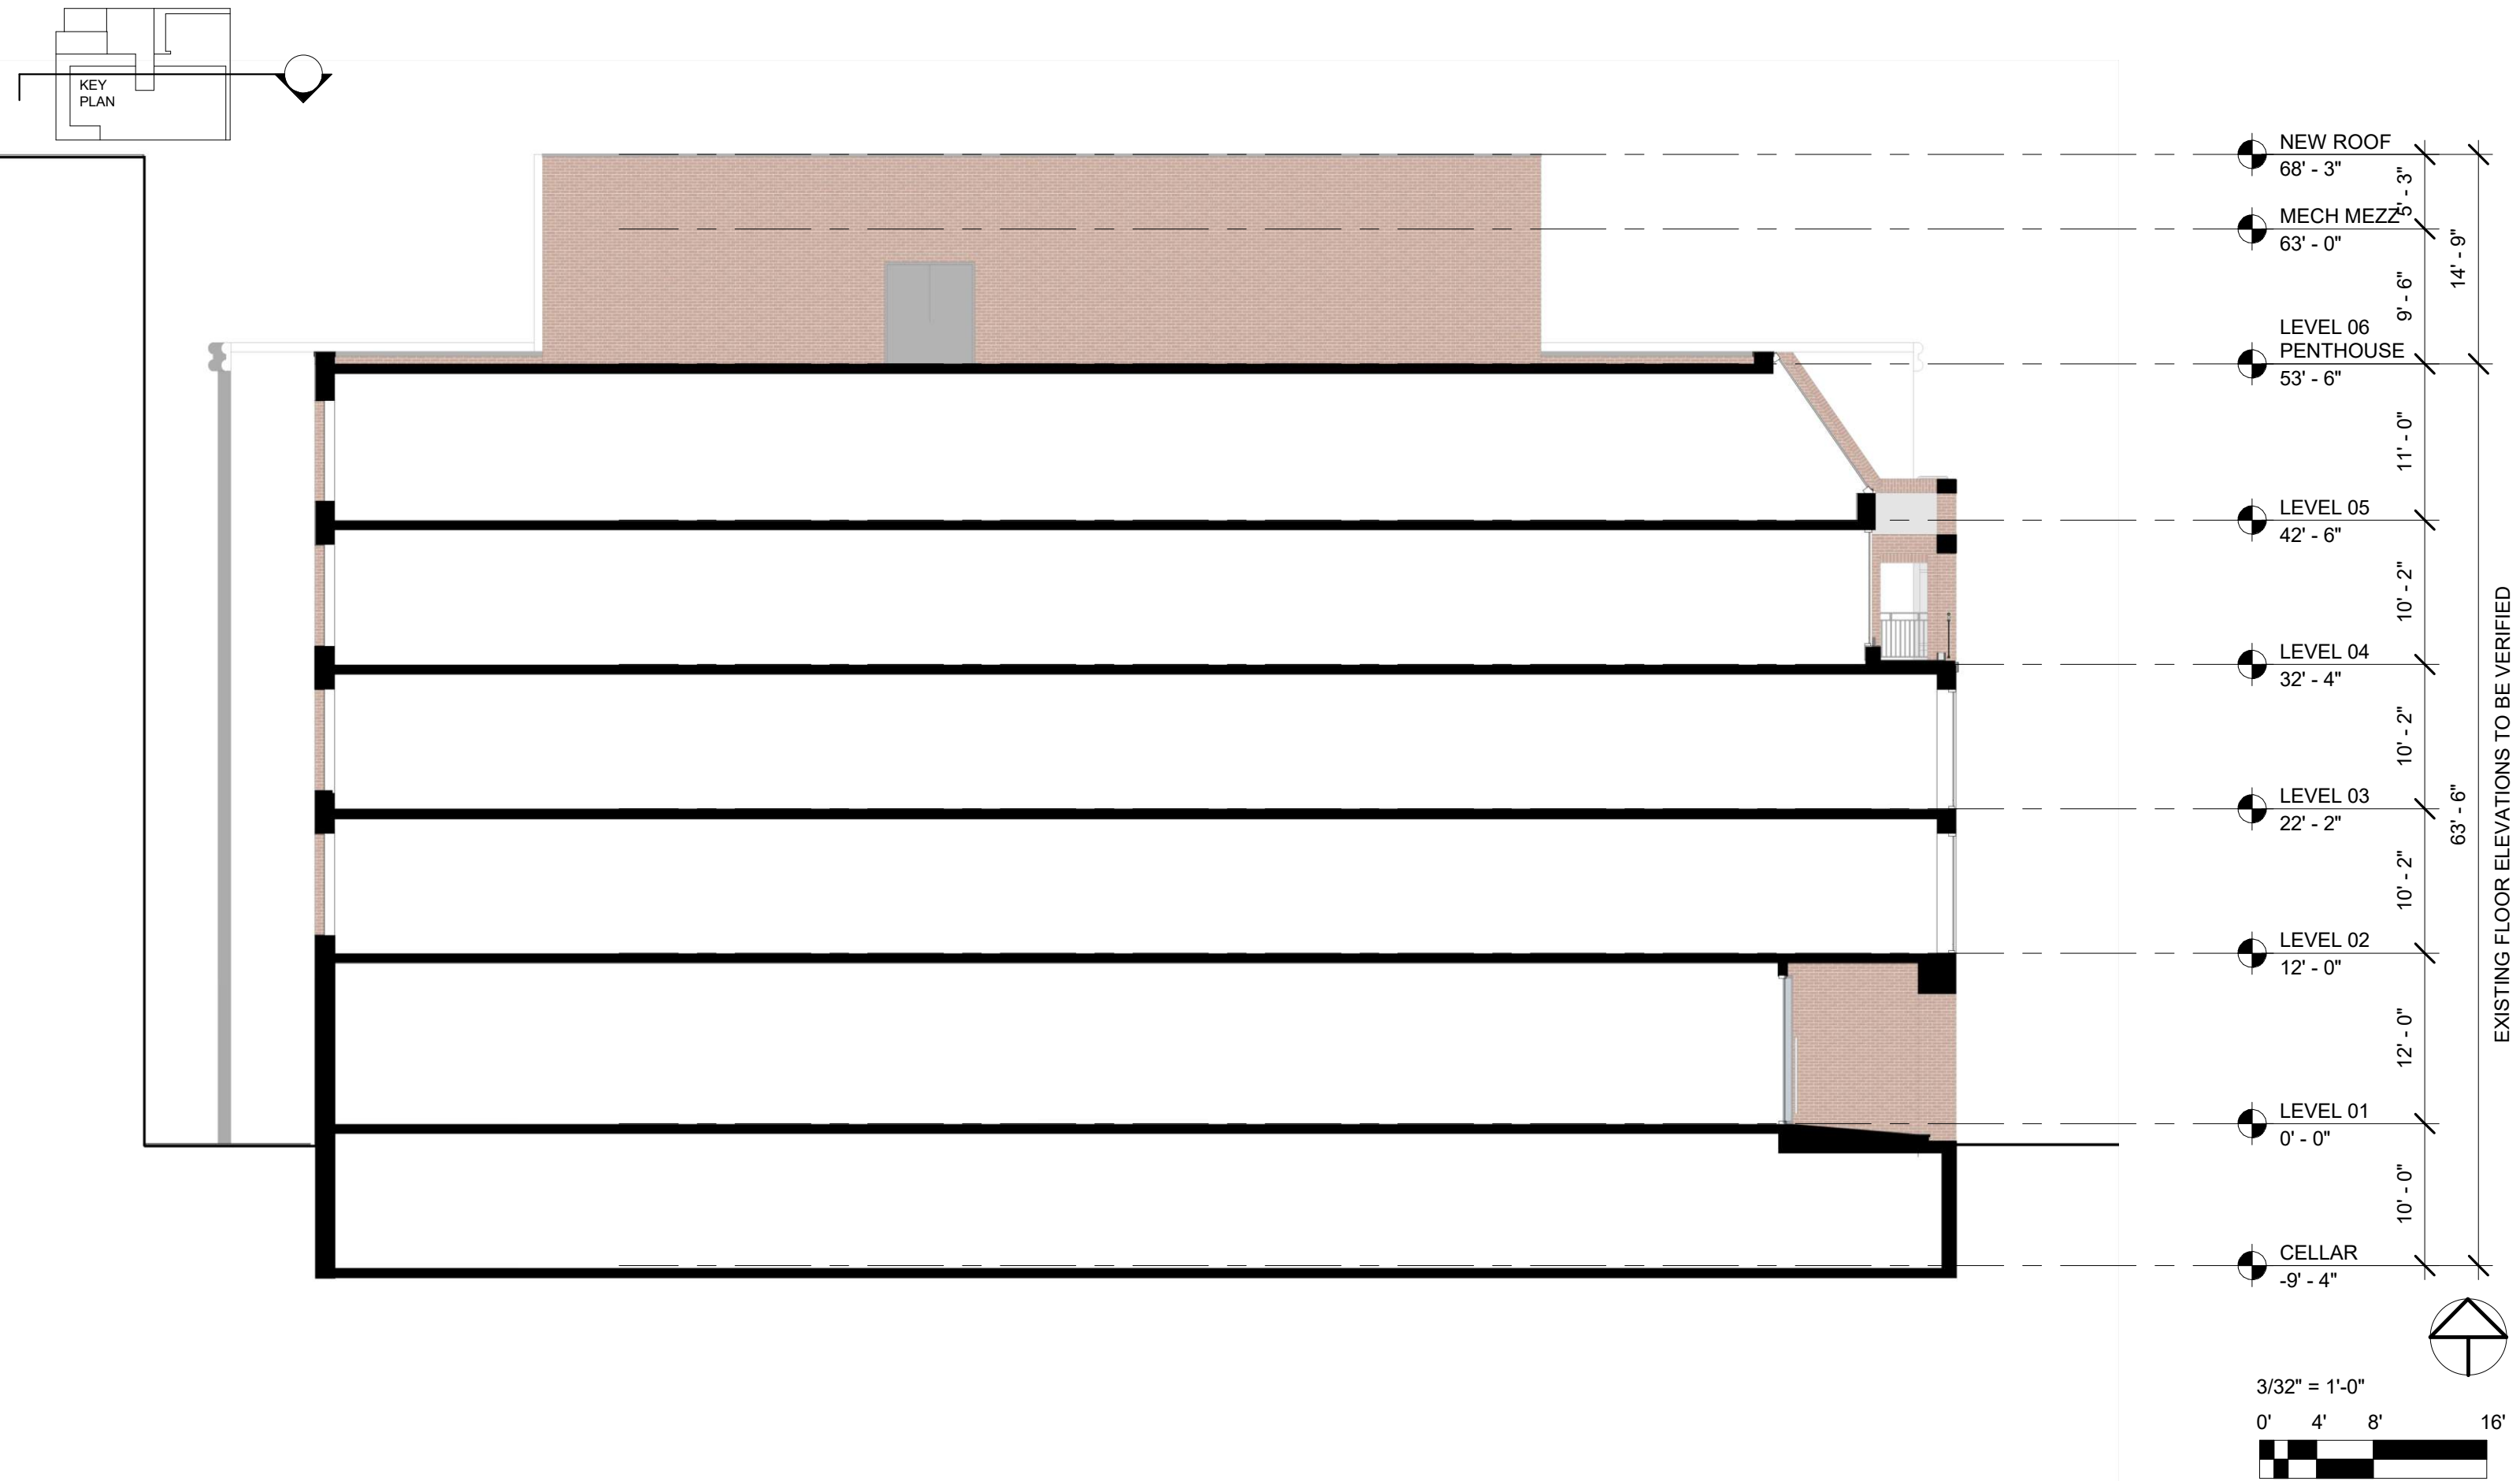 KEY
PLAN
NEW ROOF
68' - 3"
5' - 3"
MECH MEZZ
63' - 0"
14' - 9"
9' - 6"
LEVEL 06
PENTHOUSE
53' - 6"
11' - 0"
LEVEL 05
42' - 6"
10' - 2"
LEVEL 04
32' - 4"
10' - 2"
LEVEL 03
22' - 2"
63' - 6"
10' - 2"
LEVEL 02
12' - 0"
12' - 0"
LEVEL 01
0' - 0"
10' - 0"
CELLAR
-9' - 4"
EXISTING FLOOR ELEVATIONS TO BE VERIFIED
3/32" = 1'-0"
0' 4' 8' 16'